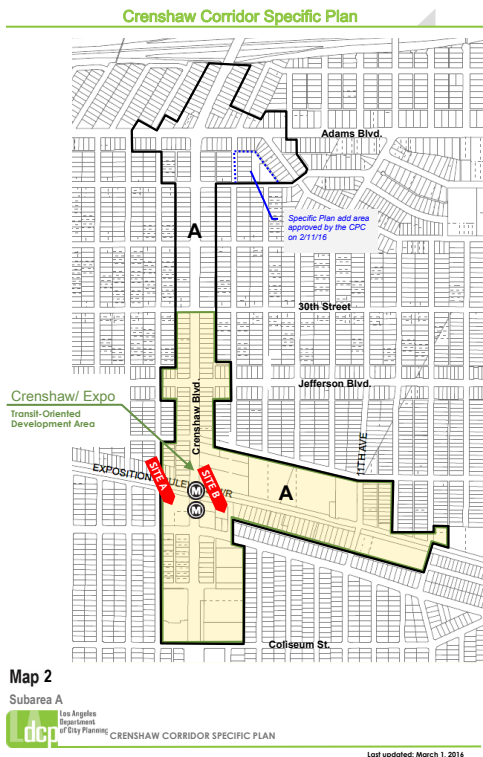 Crenshaw Corridor Specific Plan
Adams Blvd.
A
Specific Plan add area
approved by the CPC
on 2/11/16
30th Street
Jefferson Blvd.
Crenshaw Blvd.
Crenshaw/ Expo
Transit-Oriented
Development Area
11TH AVE
EXPOSITION
SITE A
SITE B
M
M
A
Coliseum St.
Map 2
Subarea A
LA
dcp
Los Angeles
Department
of City Planning
CRENSHAW CORRIDOR SPECIFIC PLAN
Last updated: March 1, 2016